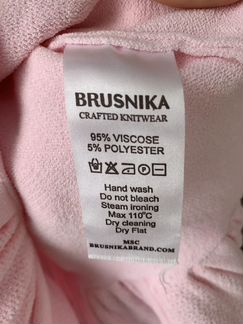 BRUSNIKA
CRAFTED KNITWEAR
95% VISCOSE
5% POLYESTER
Hand wash
Do not bleach
Steam ironing
Max 110°C
Dry cleaning
Dry Flat
MSC
BRUSNIKABRAND.COM